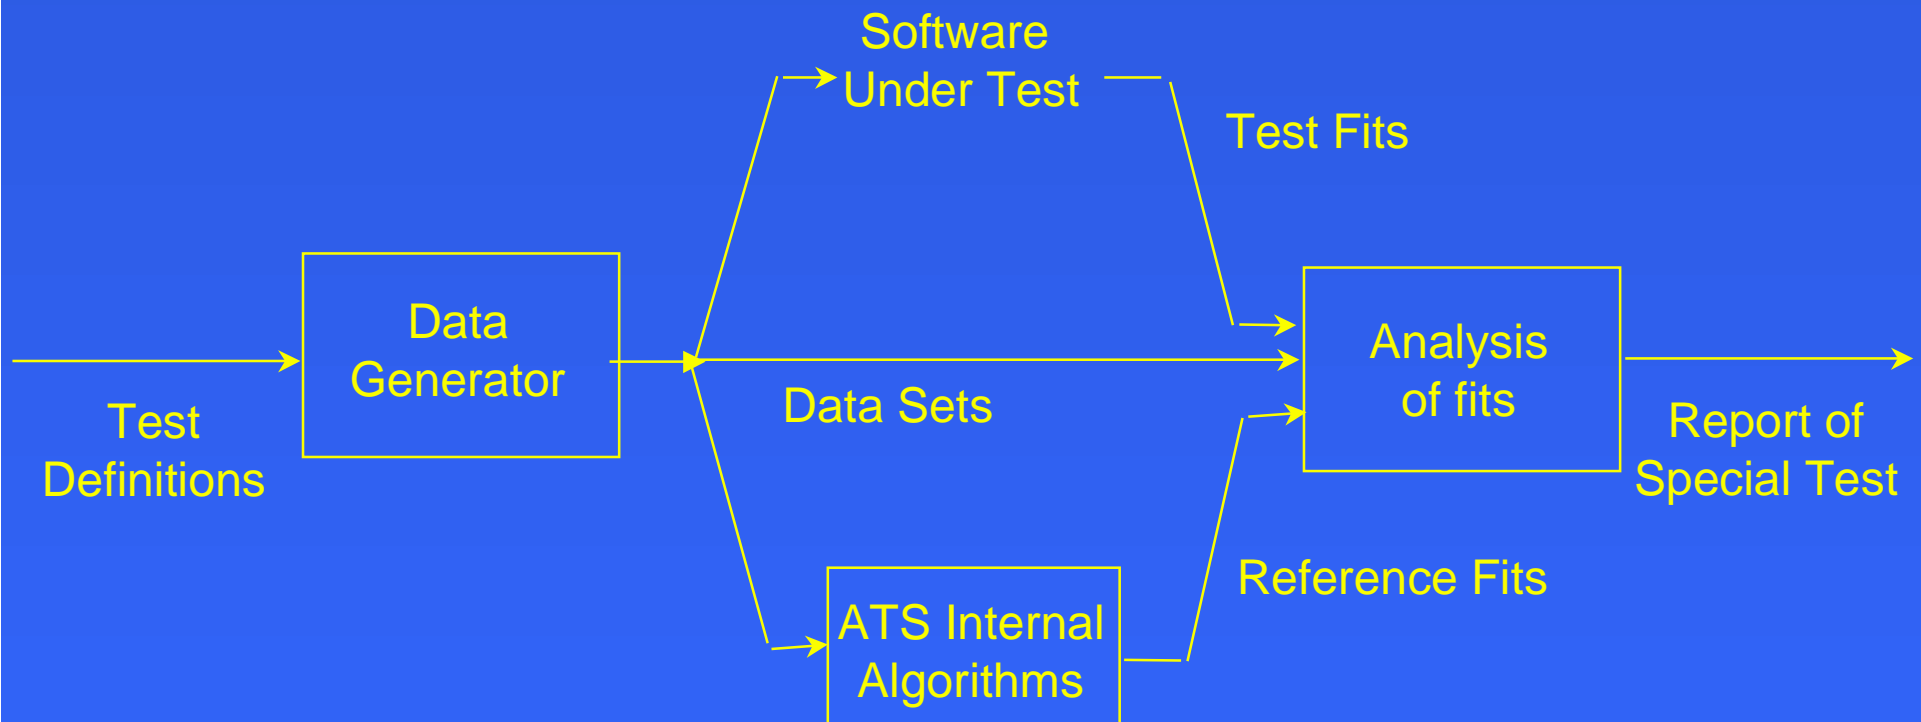 Software
Under Test
Test Fits
Data
Generator
Analysis
of fits
Data Sets
Test
Definitions
Report of
Special Test
Reference Fits
ATS Internal
Algorithms